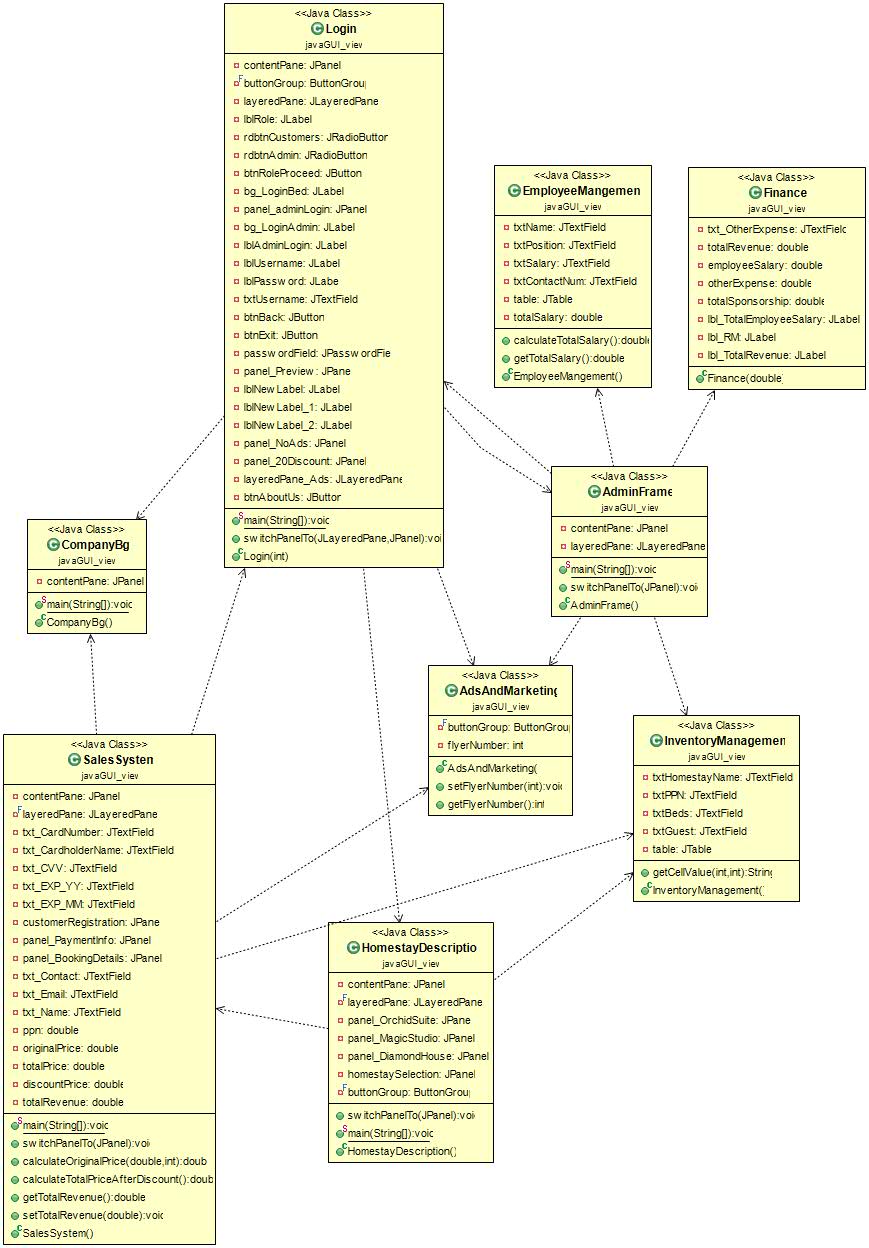 <<Java Class>>
Login
javaGUI_view
contentPane: JPanel
buttonGroup: ButtonGrou
layeredPane: JLayeredPane
lblRole: JLabel
rdbtnCustomers: JRadioButton
rdbtnAdmin: JRadioButton
btnRoleProceed: JButton
bg_LoginBed: JLabel
panel_adminLogin: JPanel
bg_LoginAdmin: JLabel
lblAdminLogin: JLabel
lblUsername: JLabel
lblPassword: JLabe
txtUsername: JTextField
btnBack: JButton
btnExit: JButton
passwordField: JPasswordFie
panel_Preview: JPane
lblNewLabel: JLabel
lblNewLabel_1: JLabel
lblNewLabel_2: JLabel
panel_NoAds: JPanel
panel_20Discount: JPanel
layeredPane_Ads: JLayeredPane
btnAboutUs: JButton
main(String[]):void
switchPanelTo(JLayeredPane,JPanel):voi
Login(int)
<<Java Class>>
EmployeeMangemen
javaGUI_view
txtName: JTextField
txtPosition: JTextField
txtSalary: JTextField
txtContactNum: JTextField
table: JTable
totalSalary: double
calculateTotalSalary():double
getTotalSalary():double
EmployeeMangement()
<<Java Class>>
Finance
javaGUI_view
txt_OtherExpense: JTextField
totalRevenue: double
employeeSalary: double
otherExpense: double
totalSponsorship: double
lbl_TotalEmployeeSalary: JLabel
lbl_RM: JLabel
lbl_TotalRevenue: JLabel
Finance(double)
<<Java Class>>
AdminFrame
javaGUI_view
contentPane: JPanel
layeredPane: JLayeredPane
main(String[]):void
switchPanelTo(JPanel):voi
AdminFrame()
<<Java Class>>
CompanyBg
javaGUI_view
contentPane: JPanel
main(String[]):void
CompanyBg()
<<Java Class>>
AdsAndMarketing
javaGUI_view
buttonGroup: ButtonGrou
flyerNumber: int
AdsAndMarketing(
setFlyerNumber(int):voi
getFlyerNumber():int
<<Java Class>>
InventoryManagemen
javaGUI_view
txtHomestayName: JTextField
txtPPN: JTextField
txtBeds: JTextField
txtGuest: JTextField
table: JTable
getCellValue(int,int):String
InventoryManagement(
<<Java Class>>
SalesSystem
javaGUI_view
contentPane: JPanel
layeredPane: JLayeredPane
txt_CardNumber: JTextField
txt_CardholderName: JTextField
txt_CVV: JTextField
txt_EXP_YY: JTextField
txt_EXP_MM: JTextField
customerRegistration: JPane
panel_PaymentInfo: JPanel
panel_BookingDetails: JPanel
txt_Contact: JTextField
txt_Email: JTextField
txt_Name: JTextField
ppn: double
originalPrice: double
totalPrice: double
discountPrice: double
totalRevenue: double
main(String[]):void
switchPanelTo(JPanel):voi
calculateOriginalPrice(double,int):doub
calculateTotalPriceAfterDiscount():doub
getTotalRevenue():double
setTotalRevenue(double):void
SalesSystem()
<<Java Class>>
HomestayDescriptio
javaGUI_view
contentPane: JPanel
layeredPane: JLayeredPane
panel_OrchidSuite: JPane
panel_MagicStudio: JPanel
panel_DiamondHouse: JPanel
homestaySelection: JPanel
buttonGroup: ButtonGrou
switchPanelTo(JPanel):voi
main(String[]):void
HomestayDescription()